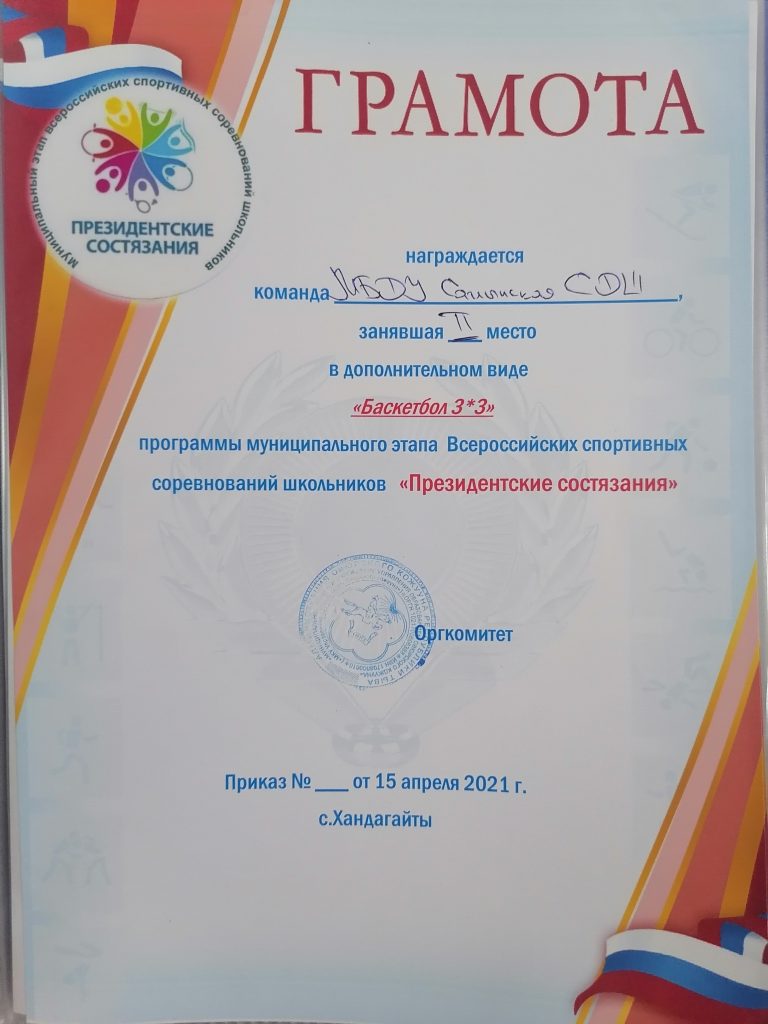 Муниципальный этап Всероссийских спортивных соревнований школьников
ПРЕЗИДЕНТСКИЕ
СОСТЯЗАНИЯ
ГРАМОТА
награждается
команда МБОУ Саглынская СОШ,
занявшая II место
в дополнительном виде
«Баскетбол 3*3»
программы муниципального этапа Всероссийских спортивных
соревнований школьников «Президентские состязания»
Оргкомитет
Приказ № ___ от 15 апреля 2021 г.
с.Хандагайты